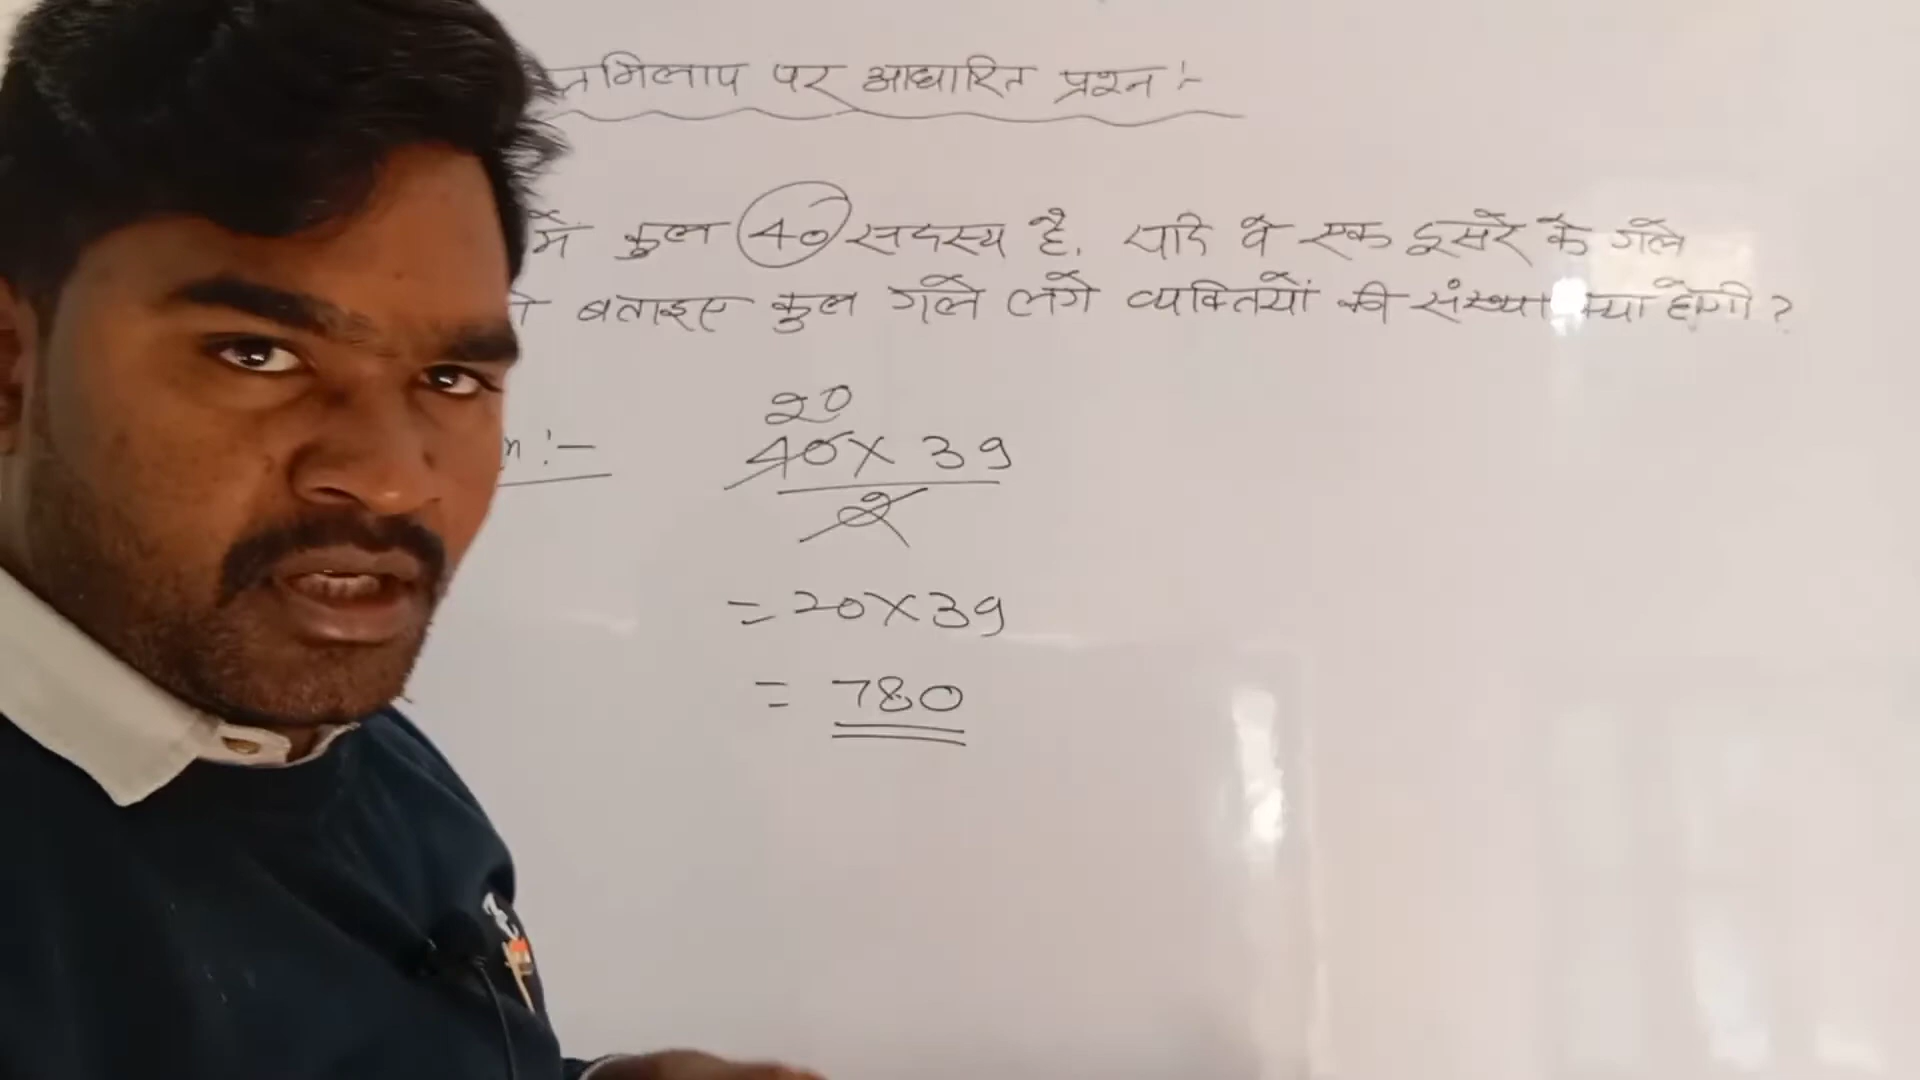 मिलाप पर आधारित प्रश्न :-
में कुल 40 सदस्य है, यदि वे एक दूसरे के गले
बताइए कुल गले लगे व्यक्तियों की संख्या क्या होगी ?
20
40 x 39
2
n :-
= 20 x 39
= 780